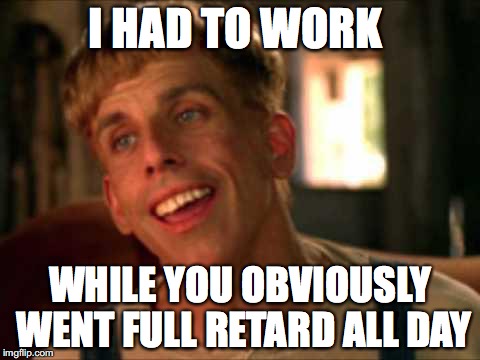 I HAD TO WORK
WHILE YOU OBVIOUSLY
WENT FULL RETARD ALL DAY
imgflip.com